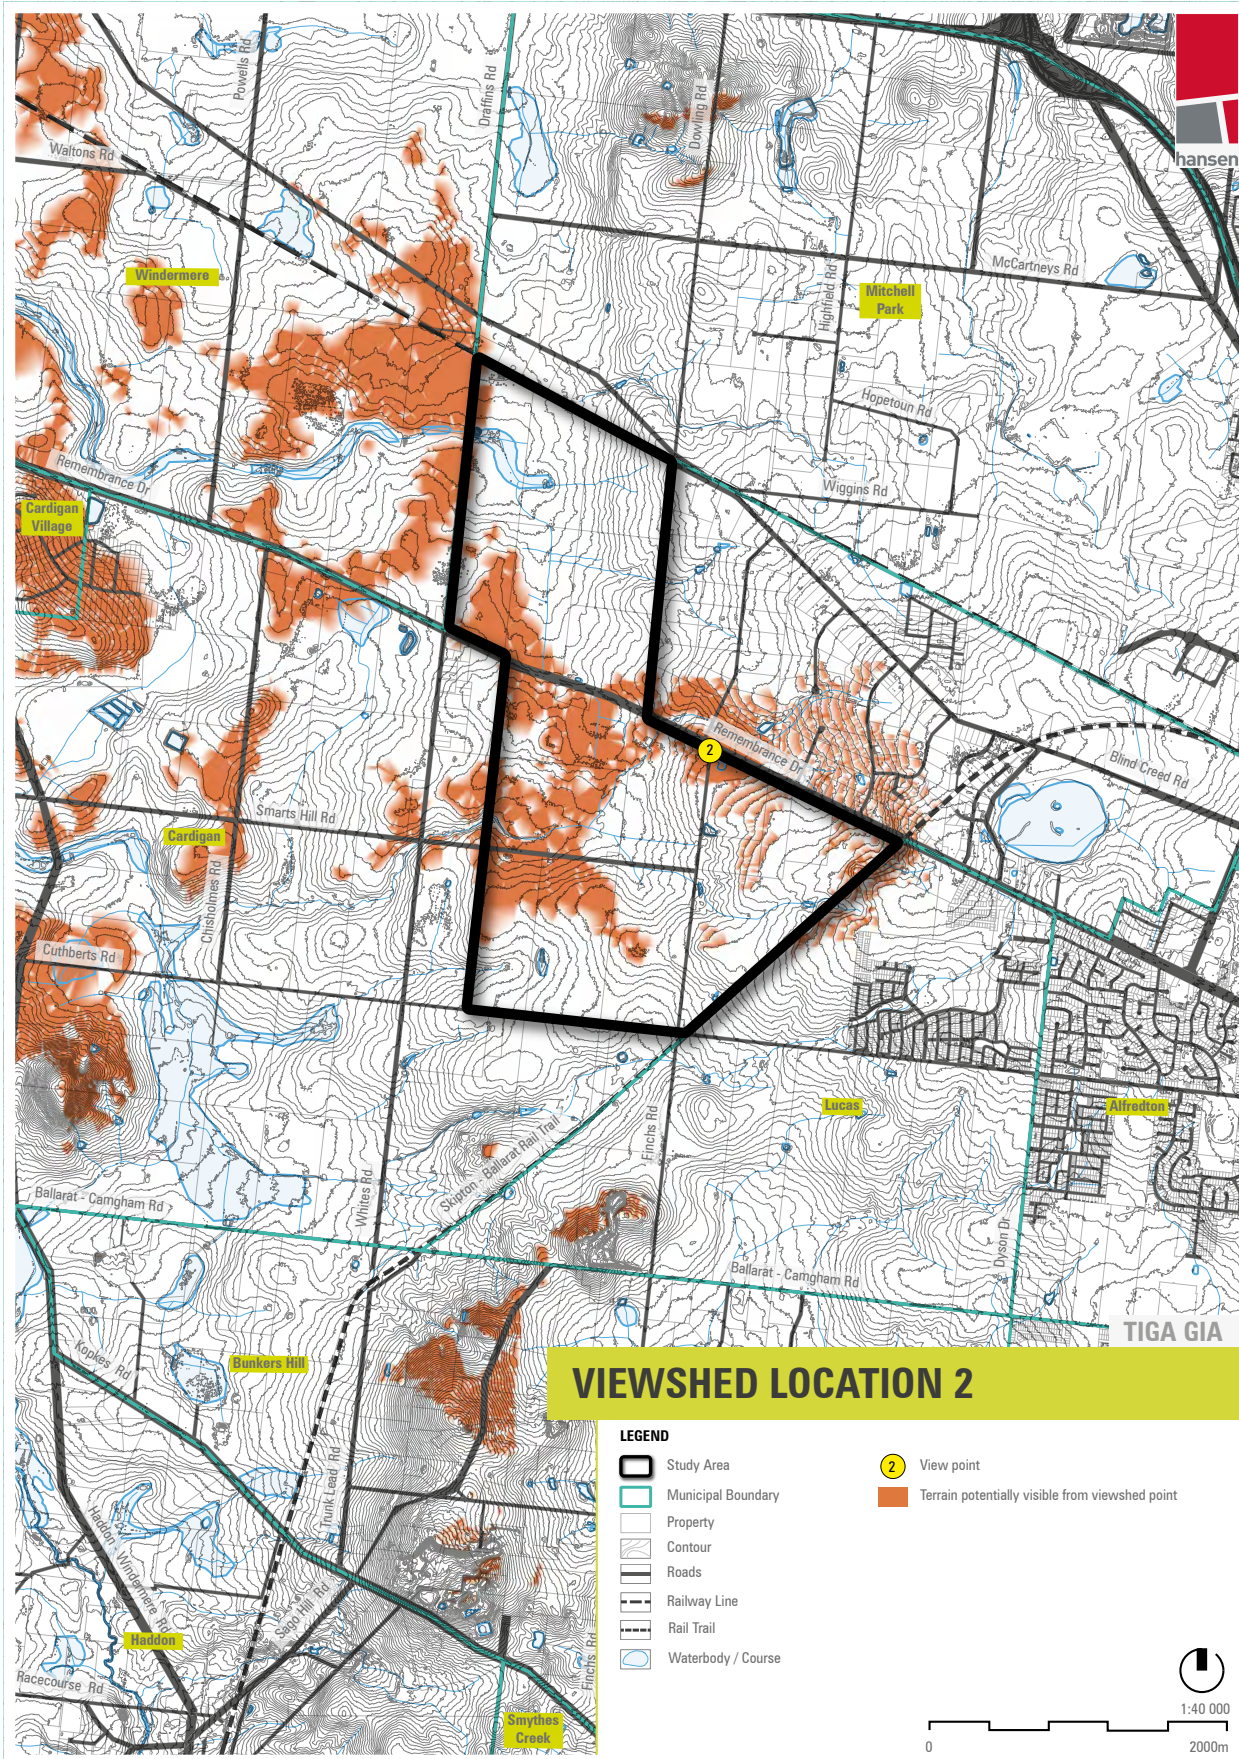 Powells Rd
Draffins Rd
Dowling Rd
hansen
Waltons Rd
Windermere
McCartneys Rd
Highfield Rd
Mitchell
Park
Hopetoun Rd
Wiggins Rd
Remembrance Dr
Cardigan
Village
2
Remembrance Dr
Blind Creed Rd
Smarts Hill Rd
Cardigan
Chisholmes Rd
Cuthberts Rd
Lucas
Alfredton
Finchs Rd
Skipton - Ballarat Rail Trail
Whites Rd
Ballarat - Camgham Rd
Dyson Dr
Ballarat - Camgham Rd
TIGA GIA
Kopkes Rd
Bunkers Hill
VIEWSHED LOCATION 2
LEGEND
Study Area
Municipal Boundary
Property
Contour
Roads
Railway Line
Rail Trail
Waterbody / Course
2 View point
Terrain potentially visible from viewshed point
Trunk Lead Rd
Haddon - Windermere Rd
Sago Hill Rd
Haddon
Racecourse Rd
Finchs Rd
Smythes
Creek
1:40 000
0 2000m